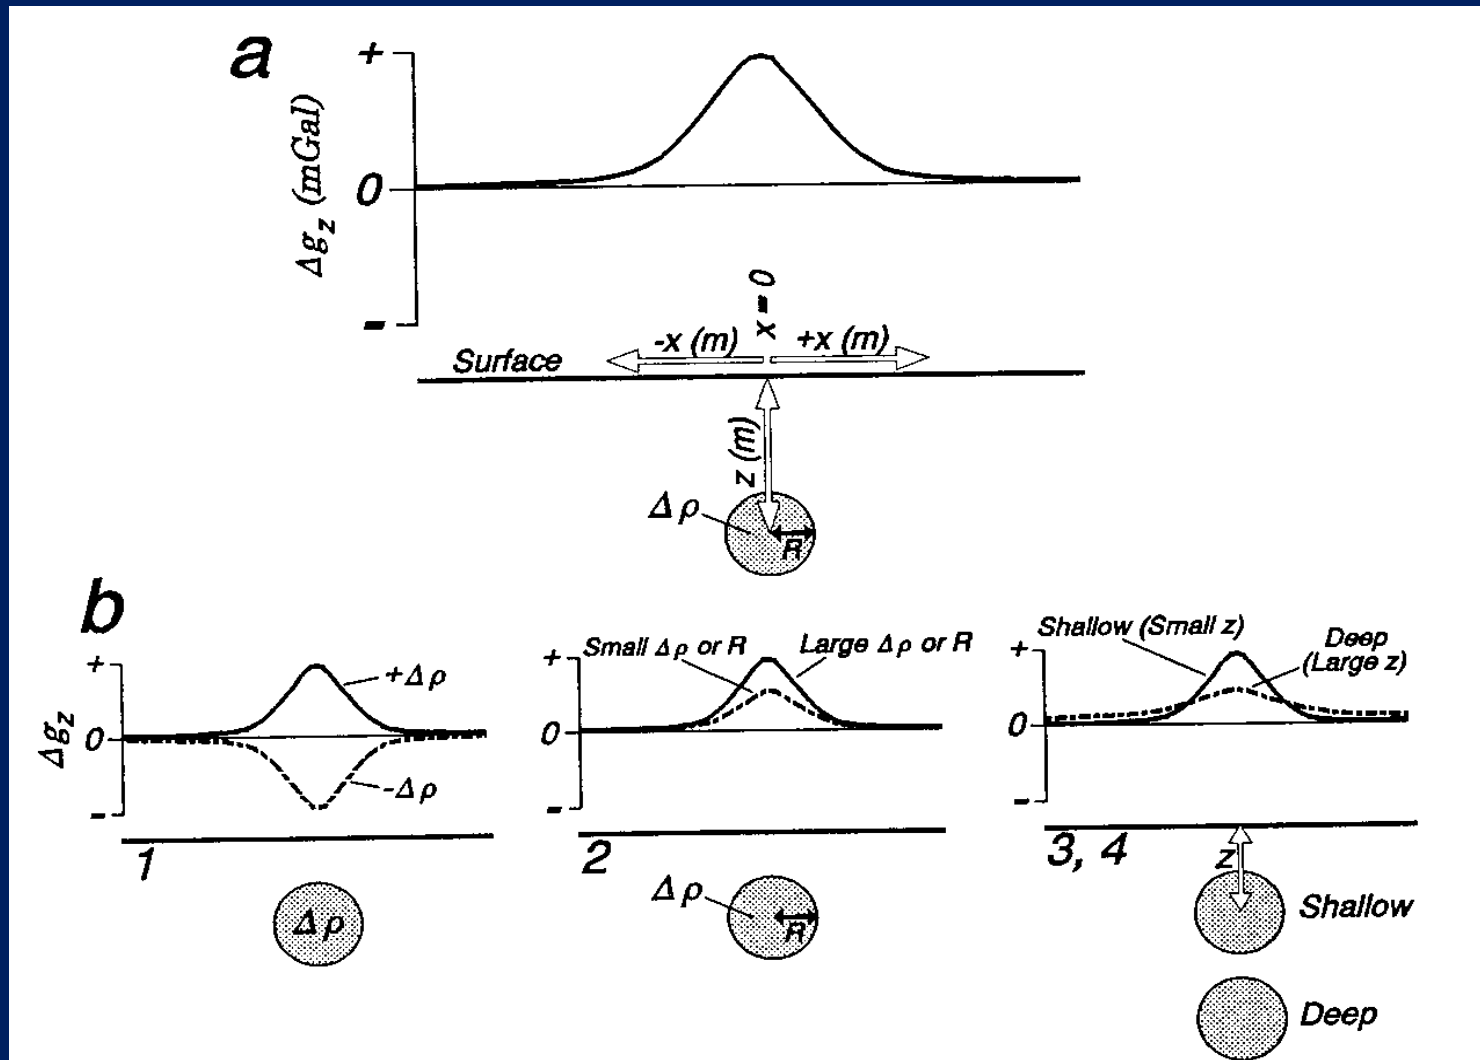 a
+
Δg_z (mGal)
0
-
x = 0
-x (m)
+x (m)
Surface
z (m)
Δρ
R
b
+
Δg_z
0
-
+Δρ
-Δρ
1
Δρ
+
0
-
Small Δρ or R
Large Δρ or R
2
Δρ
R
Shallow (Small z)
Deep
(Large z)
+
0
-
3, 4
z
Shallow
Deep